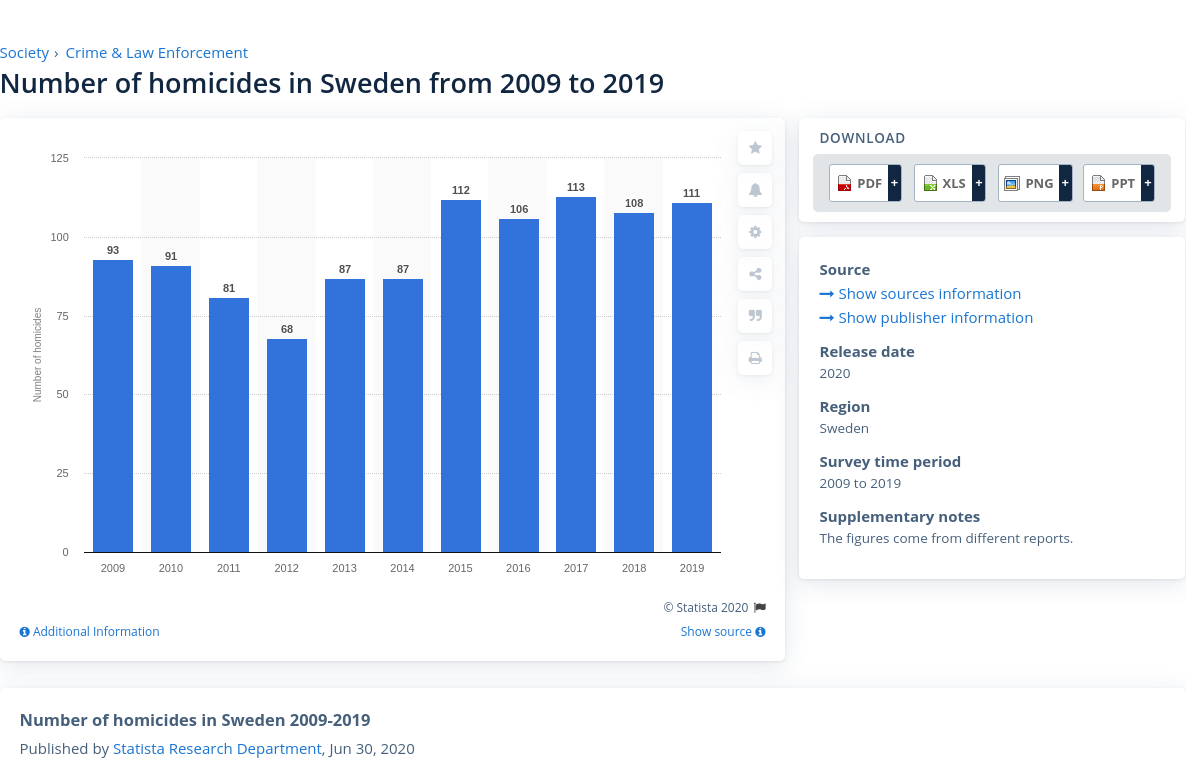 Society › Crime & Law Enforcement
Number of homicides in Sweden from 2009 to 2019
125
100
75
50
25
0
Number of homicides
93
91
81
68
87
87
112
106
113
108
111
2009 2010 2011 2012 2013 2014 2015 2016 2017 2018 2019
© Statista 2020
Additional Information
Show source
DOWNLOAD
PDF + XLS + PNG + PPT +
Source
Show sources information
Show publisher information
Release date
2020
Region
Sweden
Survey time period
2009 to 2019
Supplementary notes
The figures come from different reports.
Number of homicides in Sweden 2009-2019
Published by Statista Research Department, Jun 30, 2020